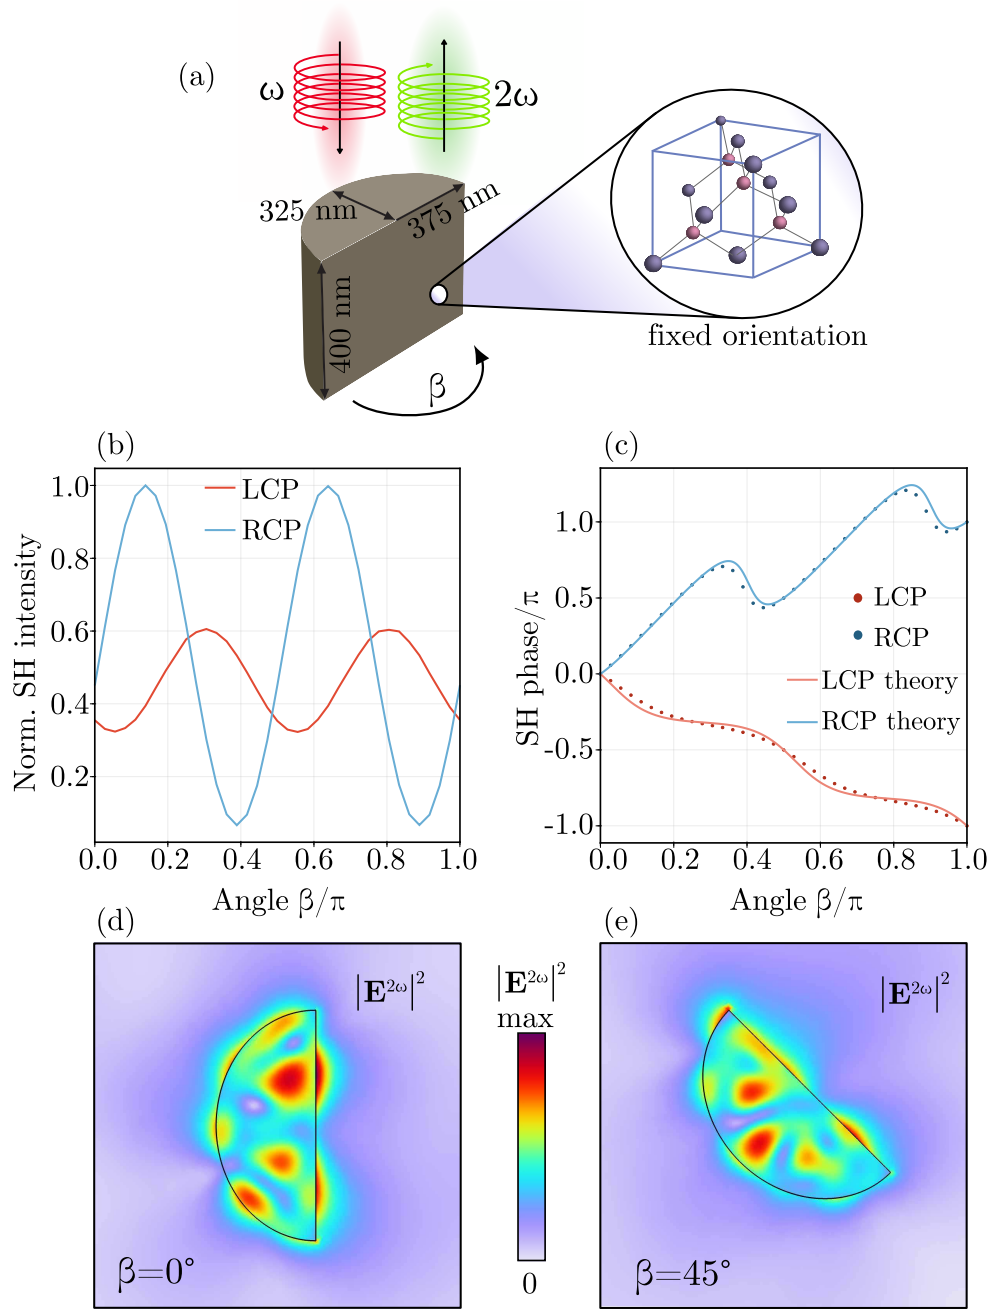 (a)
ω
2ω
325 nm
375 nm
400 nm
β
fixed orientation
(b)
Norm. SH intensity
1.0
0.8
0.6
0.4
0.2
LCP
RCP
0.0 0.2 0.4 0.6 0.8 1.0
Angle β/π
(c)
SH phase/π
1.0
0.5
0.0
-0.5
-1.0
LCP
RCP
LCP theory
RCP theory
0.0 0.2 0.4 0.6 0.8 1.0
Angle β/π
(d)
|E²ω|²
β=0°
|E²ω|²
max
0
(e)
|E²ω|²
β=45°